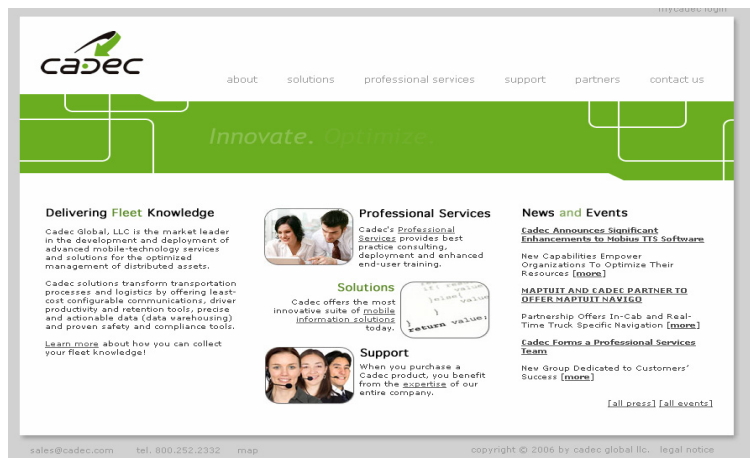 mycadec login
cadec
about solutions professional services support partners contact us
Innovate. Optimize.
Delivering Fleet Knowledge
Cadec Global, LLC is the market leader
in the development and deployment of
advanced mobile-technology services
and solutions for the optimized
management of distributed assets.
Cadec solutions transform transportation
processes and logistics by offering least-
cost configurable communications, driver
productivity and retention tools, precise
and actionable data (data warehousing)
and proven safety and compliance tools.
Learn more about how you can collect
your fleet knowledge!
Professional Services
Cadec's Professional
Services provides best
practice consulting,
deployment and enhanced
end-user training.
Solutions
Cadec offers the most
innovative suite of mobile
information solutions
today.
value
}else{
value
}
return value;
Support
When you purchase a
Cadec product, you benefit
from the expertise of our
entire company.
News and Events
Cadec Announces Significant
Enhancements to Mobius TTS Software
New Capabilities Empower
Organizations To Optimize Their
Resources [more]
MAPTUIT AND CADEC PARTNER TO
OFFER MAPTUIT NAVIGO
Partnership Offers In-Cab and Real-
Time Truck Specific Navigation [more]
Cadec Forms a Professional Services
Team
New Group Dedicated to Customers'
Success [more]
[all press] [all events]
sales@cadec.com tel. 800.252.2332 map
copyright © 2006 by cadec global llc. legal notice